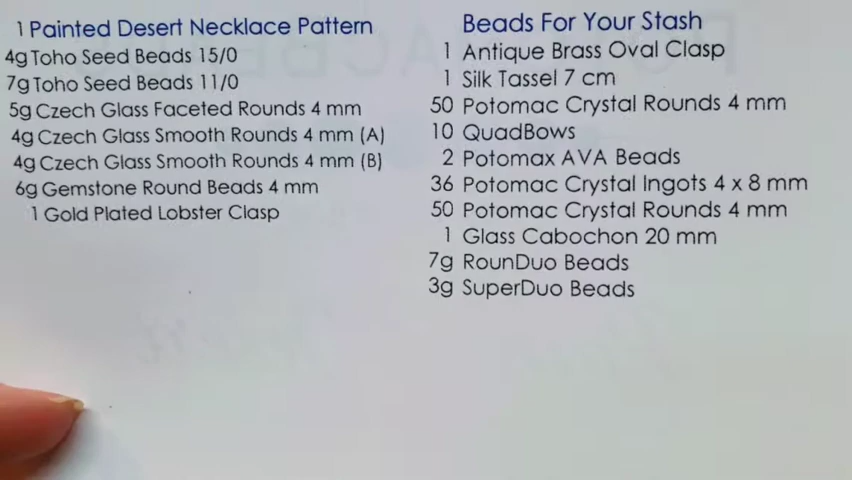 1 Painted Desert Necklace Pattern
4g Toho Seed Beads 15/0
7g Toho Seed Beads 11/0
5g Czech Glass Faceted Rounds 4 mm
4g Czech Glass Smooth Rounds 4 mm (A)
4g Czech Glass Smooth Rounds 4 mm (B)
6g Gemstone Round Beads 4 mm
1 Gold Plated Lobster Clasp
Beads For Your Stash
1 Antique Brass Oval Clasp
1 Silk Tassel 7 cm
50 Potomac Crystal Rounds 4 mm
10 QuadBows
2 Potomax AVA Beads
36 Potomac Crystal Ingots 4 x 8 mm
50 Potomac Crystal Rounds 4 mm
1 Glass Cabochon 20 mm
7g RounDuo Beads
3g SuperDuo Beads